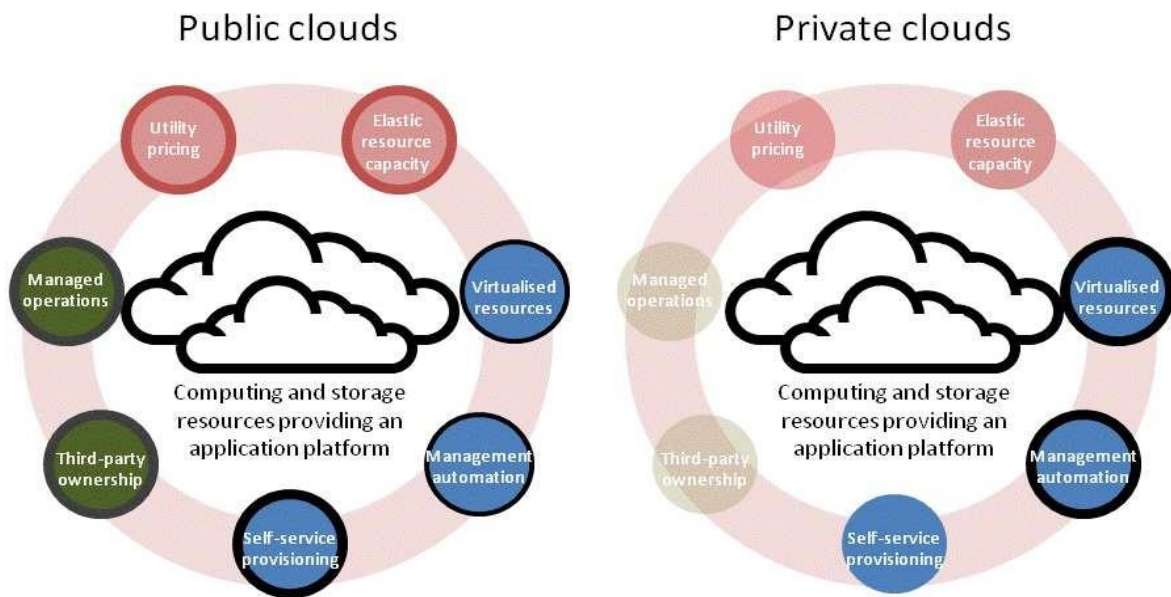 Public clouds
Utility
pricing
Elastic
resource
capacity
Managed
operations
Virtualised
resources
Computing and storage
resources providing an
application platform
Third-party
ownership
Management
automation
Self-service
provisioning
Private clouds
Utility
pricing
Elastic
resource
capacity
Managed
operations
Virtualised
resources
Computing and storage
resources providing an
application platform
Third-party
ownership
Management
automation
Self-service
provisioning